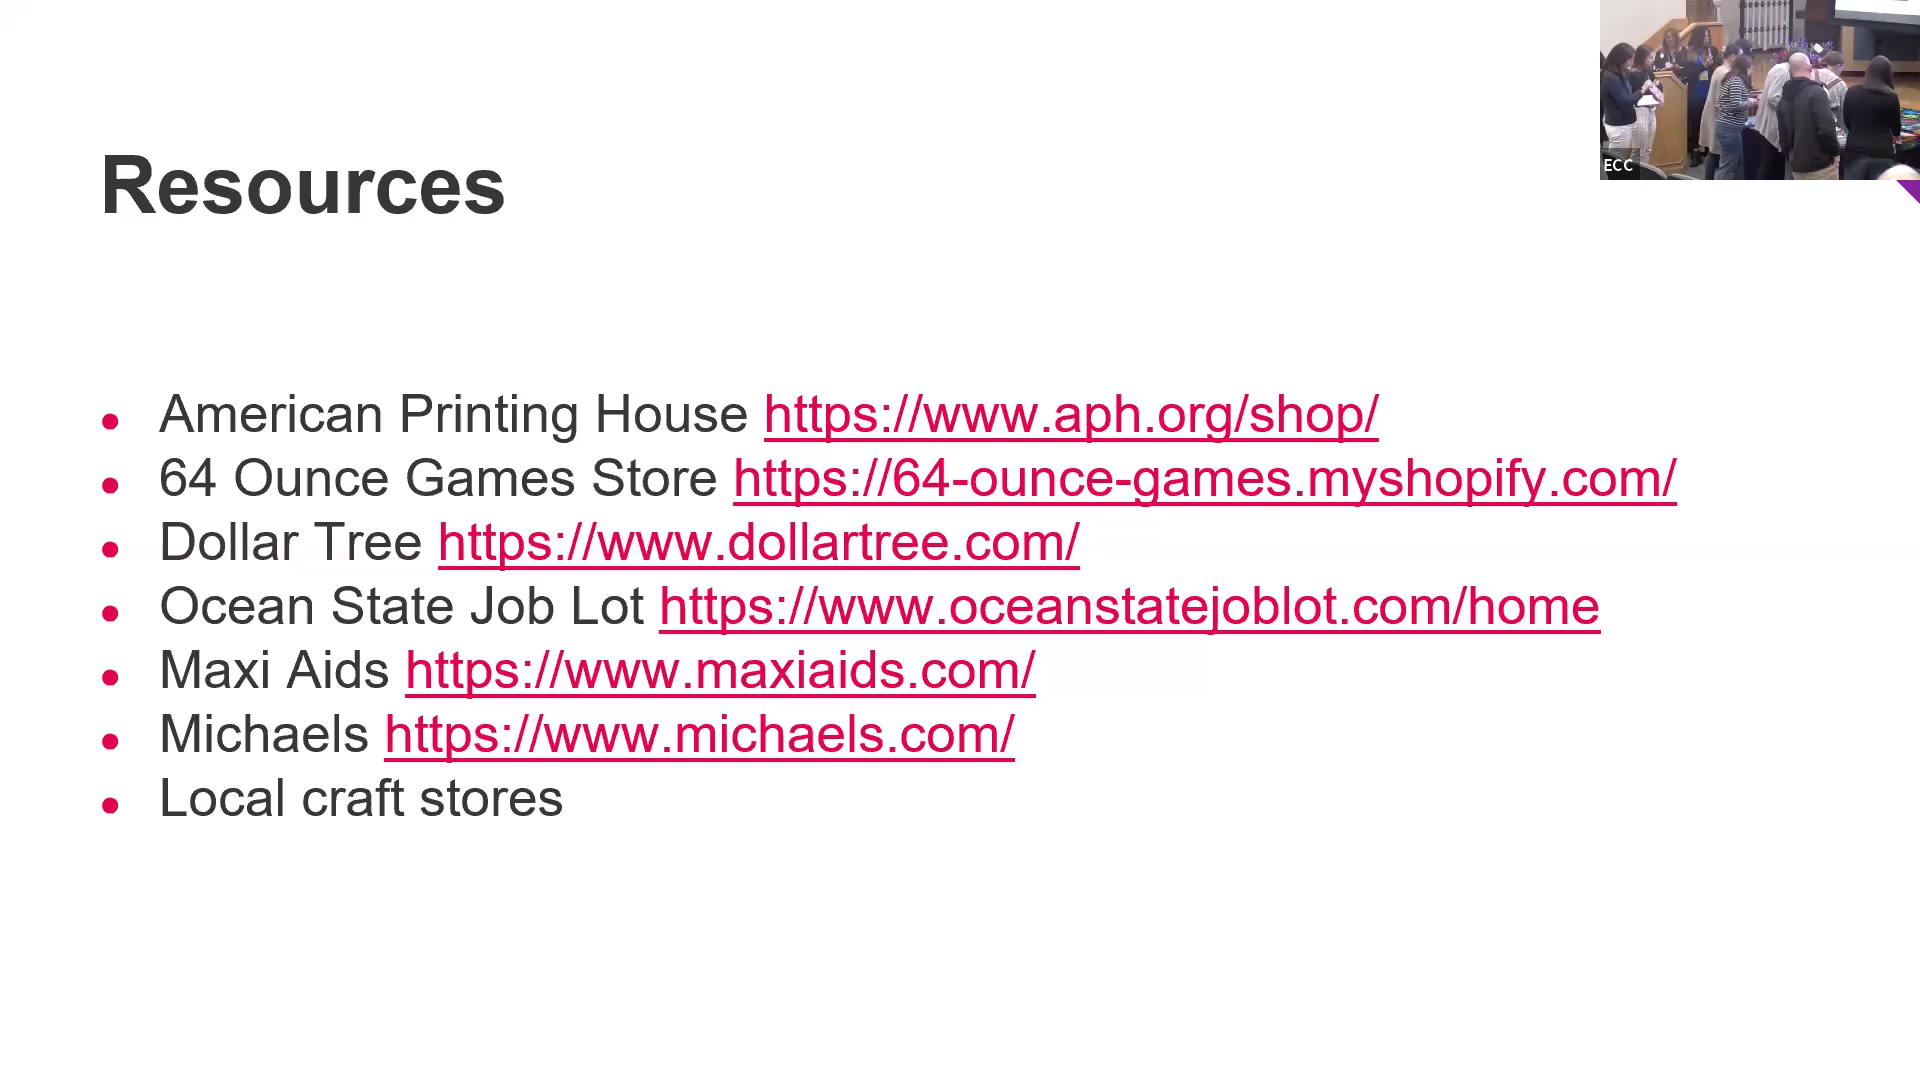 ECC
Resources
American Printing House https://www.aph.org/shop/
64 Ounce Games Store https://64-ounce-games.myshopify.com/
Dollar Tree https://www.dollartree.com/
Ocean State Job Lot https://www.oceanstatejoblot.com/home
Maxi Aids https://www.maxiaids.com/
Michaels https://www.michaels.com/
Local craft stores